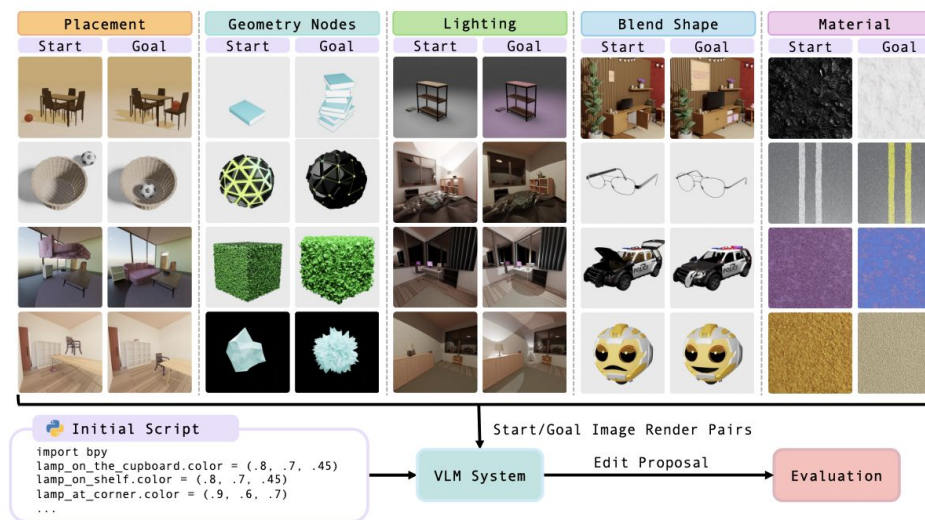 Placement
Geometry Nodes
Lighting
Blend Shape
Material
Start
Goal
Start
Goal
Start
Goal
Start
Goal
Start
Goal
POLICE
POLICE
Initial Script
import bpy
lamp_on_the_cupboard.color = (.8, .7, .45)
lamp_on_shelf.color = (.8, .7, .45)
lamp_at_corner.color = (.9, .6, .7)
...
Start/Goal Image Render Pairs
VLM System
Edit Proposal
Evaluation